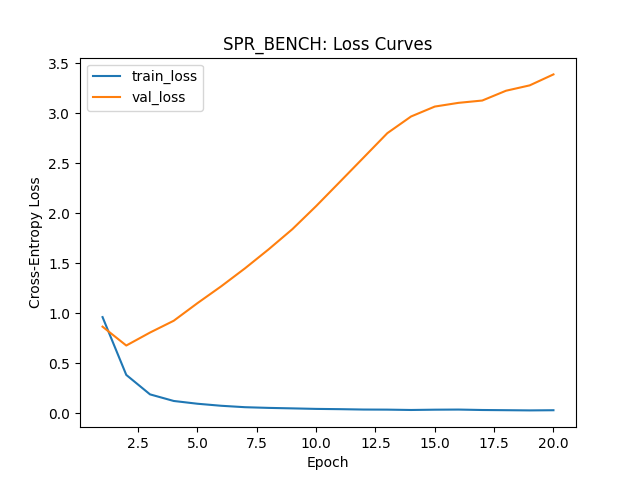 SPR_BENCH: Loss Curves
train_loss
val_loss
3.5
3.0
2.5
2.0
1.5
1.0
0.5
0.0
Cross-Entropy Loss
2.5 5.0 7.5 10.0 12.5 15.0 17.5 20.0
Epoch